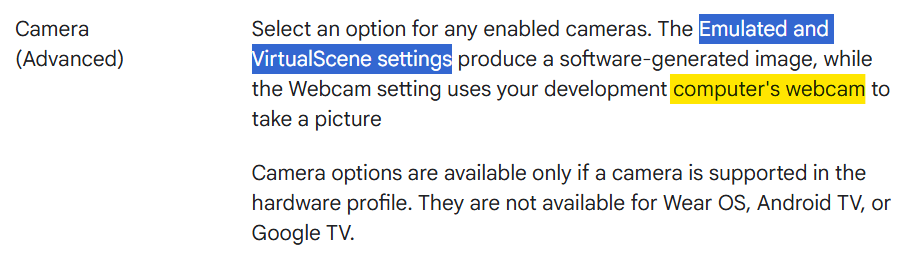 Camera
(Advanced)
Select an option for any enabled cameras. The Emulated and
VirtualScene settings produce a software-generated image, while
the Webcam setting uses your development computer's webcam to
take a picture
Camera options are available only if a camera is supported in the
hardware profile. They are not available for Wear OS, Android TV, or
Google TV.